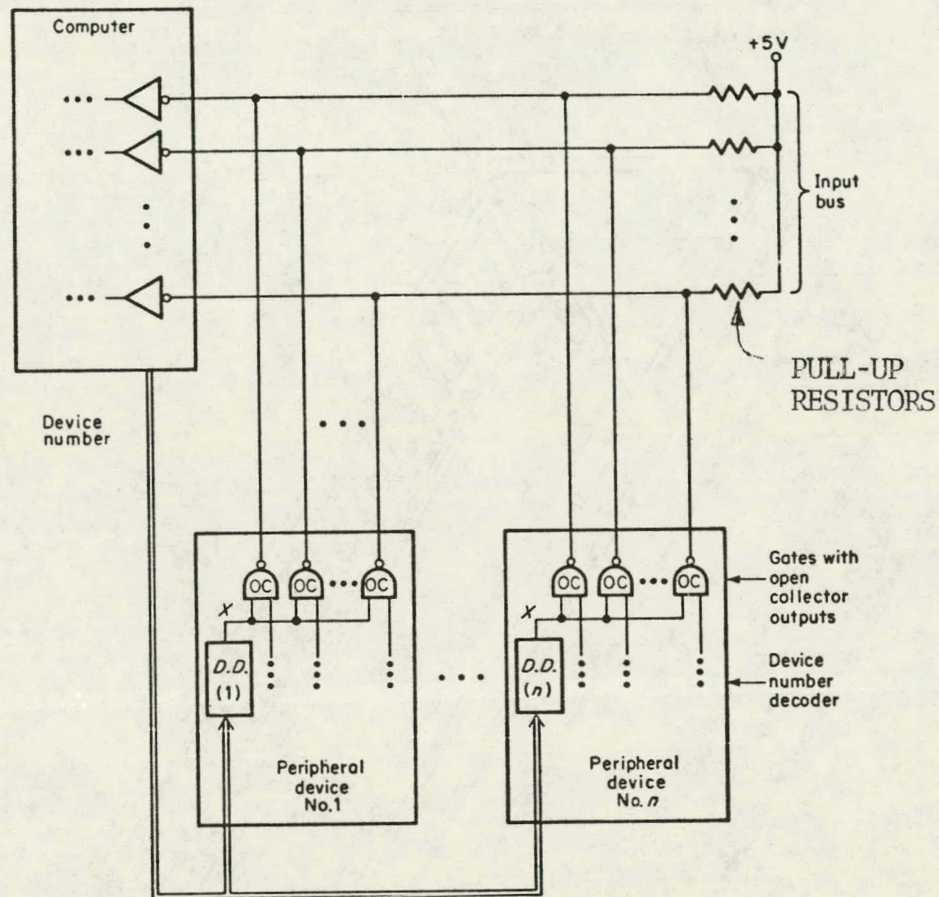 Computer
+5V
Input
bus
PULL-UP
RESISTORS
Device
number
OC OC OC
OC OC OC
Gates with
open
collector
outputs
X
X
D.D.
(1)
D.D.
(n)
Device
number
decoder
Peripheral
device
No.1
Peripheral
device
No. n